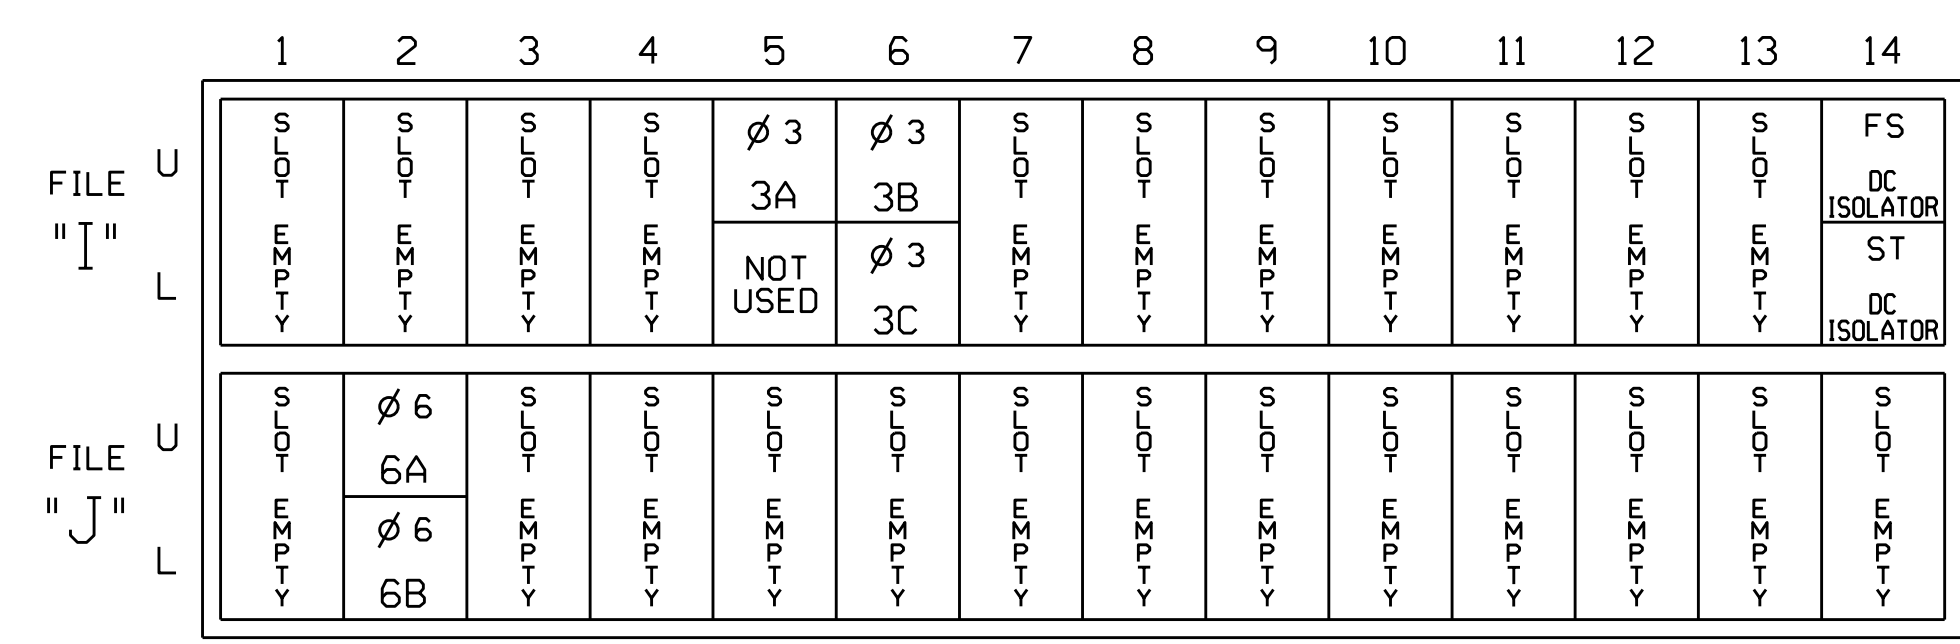 1 2 3 4 5 6 7 8 9 10 11 12 13 14
FILE "I"
U
L
SLOT EMPTY
SLOT EMPTY
SLOT EMPTY
SLOT EMPTY
Ø 3
3A
NOT
USED
Ø 3
3B
Ø 3
3C
SLOT EMPTY
SLOT EMPTY
SLOT EMPTY
SLOT EMPTY
SLOT EMPTY
SLOT EMPTY
SLOT EMPTY
FS
DC
ISOLATOR
ST
DC
ISOLATOR
FILE "J"
U
L
SLOT EMPTY
Ø 6
6A
Ø 6
6B
SLOT EMPTY
SLOT EMPTY
SLOT EMPTY
SLOT EMPTY
SLOT EMPTY
SLOT EMPTY
SLOT EMPTY
SLOT EMPTY
SLOT EMPTY
SLOT EMPTY
SLOT EMPTY
SLOT EMPTY